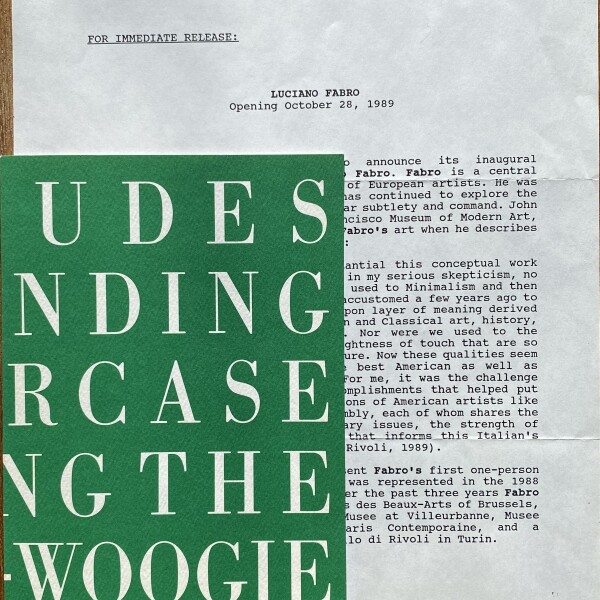 FOR IMMEDIATE RELEASE:
LUCIANO FABRO
Opening October 28, 1989
announce its inaugural
Fabro. Fabro is a central
of European artists. He was
has continued to explore the
ar subtlety and command. John
ncisco Museum of Modern Art,
Fabro's art when he describes
:
antial this conceptual work
in my serious skepticism, no
used to Minimalism and then
accustomed a few years ago to
pon layer of meaning derived
n and Classical art, history,
. Nor were we used to the
ghtness of touch that are so
ure. Now these qualities seem
best American as well as
For me, it was the challenge
omplishments that helped put
ons of American artists like
mbly, each of whom shares the
ary issues, the strength of
that informs this Italian's
Rivoli, 1989).
sent Fabro's first one-person
was represented in the 1988
er the past three years Fabro
s des Beaux-Arts of Brussels,
Musee at Villeurbanne, Musee
aris Contemporaine, and a
llo di Rivoli in Turin.
UDES
NDING
RCASE
NG THE
-WOOGIE